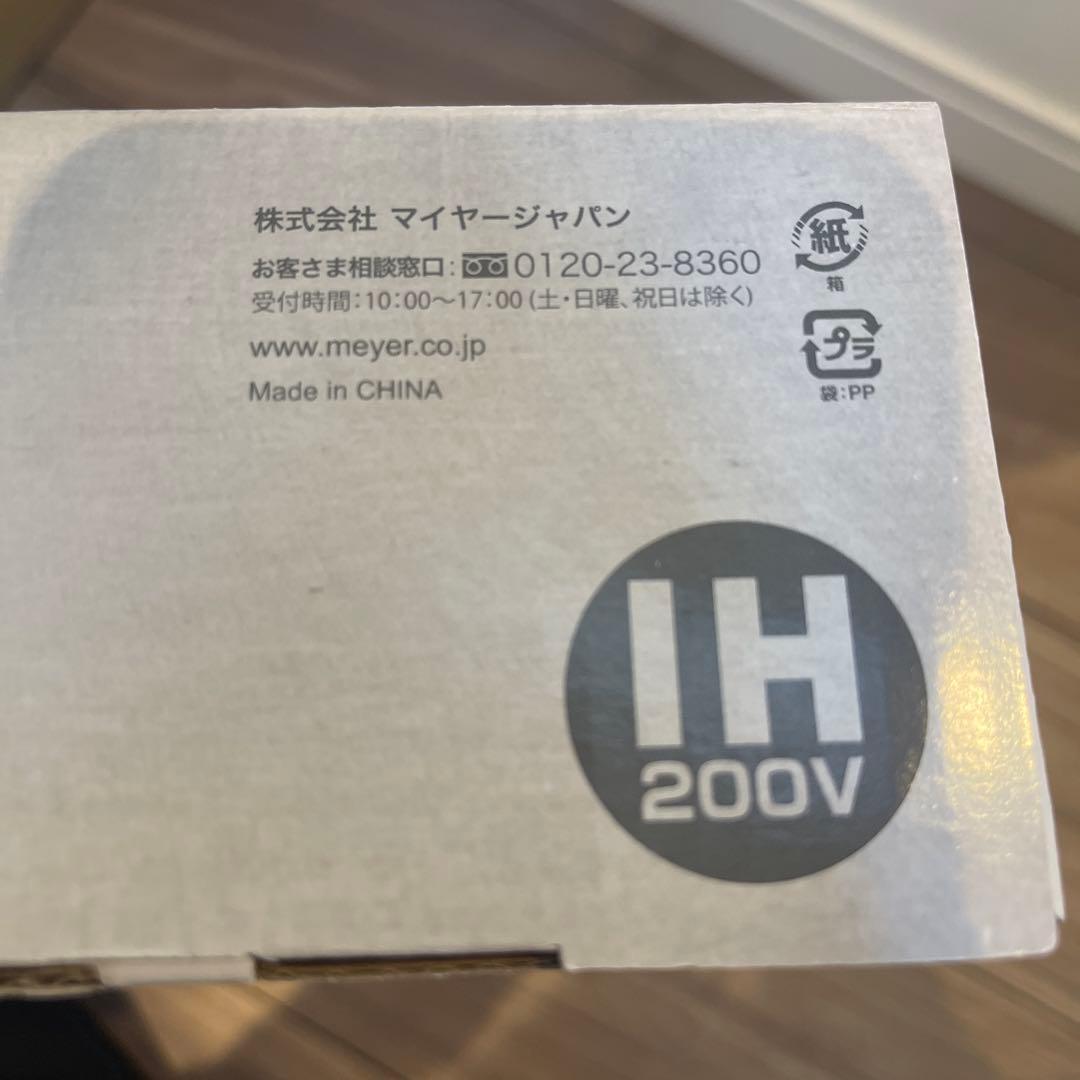 株式会社 マイヤージャパン
お客さま相談窓口:0120-23-8360
受付時間:10:00〜17:00 (土・日曜、祝日は除く)
www.meyer.co.jp
Made in CHINA
紙
箱
プラ
袋:PP
IH
200V